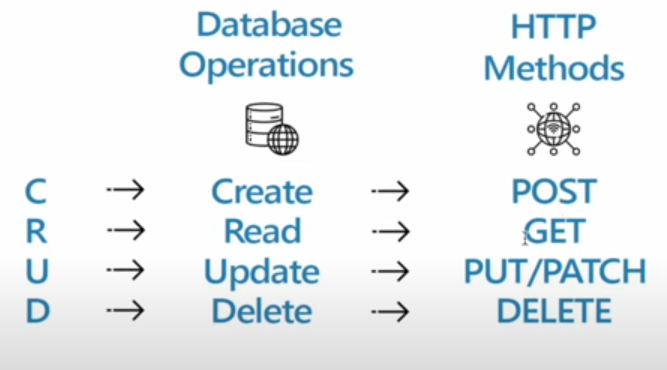 Database Operations
HTTP Methods
C → Create → POST
R → Read → GET
U → Update → PUT/PATCH
D → Delete → DELETE